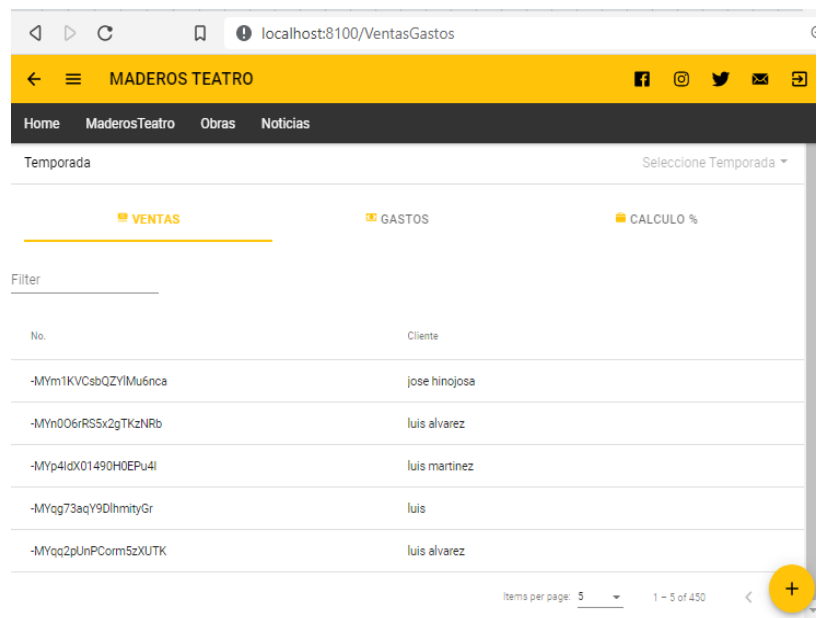 localhost:8100/VentasGastos
MADEROS TEATRO
Home MaderosTeatro Obras Noticias
Temporada Seleccione Temporada
VENTAS GASTOS CALCULO %
Filter
No. Cliente
-MYm1KVCsbQZYlMu6nca jose hinojosa
-MYn0O6rRS5x2gTKzNRb luis alvarez
-MYp4IdX01490H0EPu4I luis martinez
-MYqg73aqY9DlhmityGr luis
-MYqq2pUnPCorm5zXUTK luis alvarez
Items per page: 5 1 – 5 of 450